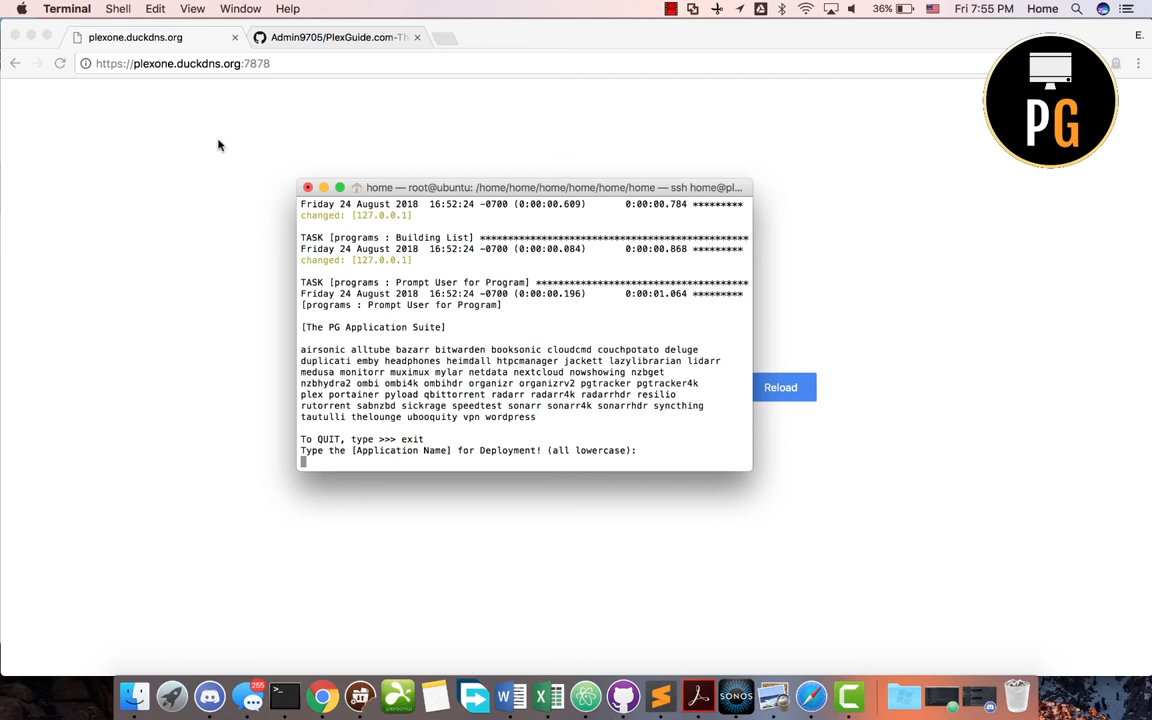 Terminal Shell Edit View Window Help 36% Fri 7:55 PM Home
plexone.duckdns.org
Admin9705/PlexGuide.com-Th
E.
https://plexone.duckdns.org:7878
PG
home — root@ubuntu: /home/home/home/home/home/home — ssh home@pl...
Friday 24 August 2018 16:52:24 -0700 (0:00:00.609) 0:00:00.784 *********
changed: [127.0.0.1]
TASK [programs : Building List] ************************************************
Friday 24 August 2018 16:52:24 -0700 (0:00:00.084) 0:00:00.868 *********
changed: [127.0.0.1]
TASK [programs : Prompt User for Program] **************************************
Friday 24 August 2018 16:52:24 -0700 (0:00:00.196) 0:00:01.064 *********
[programs : Prompt User for Program]
[The PG Application Suite]
airsonic alltube bazarr bitwarden booksonic cloudcmd couchpotato deluge
duplicati emby headphones heimdall htpcmanager jackett lazylibrarian lidarr
medusa monitorr muximux mylar netdata nextcloud nowshowing nzbget
nzbhydra2 ombi ombi4k ombihdr organizr organizrv2 pgtracker pgtracker4k
plex portainer pyload qbittorrent radarr radarr4k radarrhdr resilio
rutorrent sabnzbd sickrage speedtest sonarr sonarr4k sonarrhdr syncthing
tautulli thelounge ubooquity vpn wordpress
Reload
To QUIT, type >>> exit
Type the [Application Name] for Deployment! (all lowercase):
255